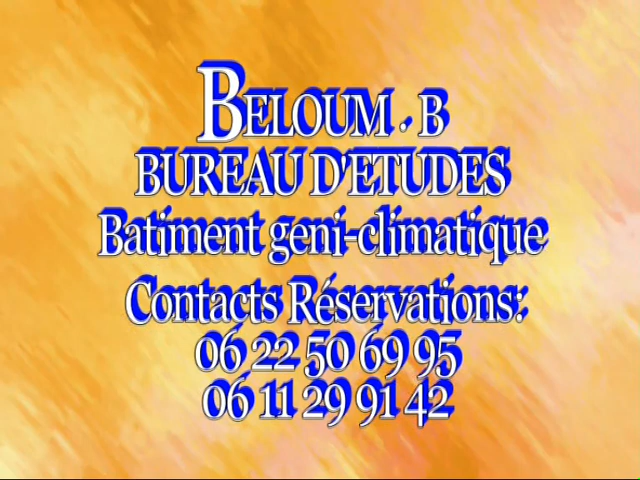 BELOUM . B
BUREAU D'ETUDES
Batiment geni-climatique
Contacts Réservations:
06 22 50 69 95
06 11 29 91 42